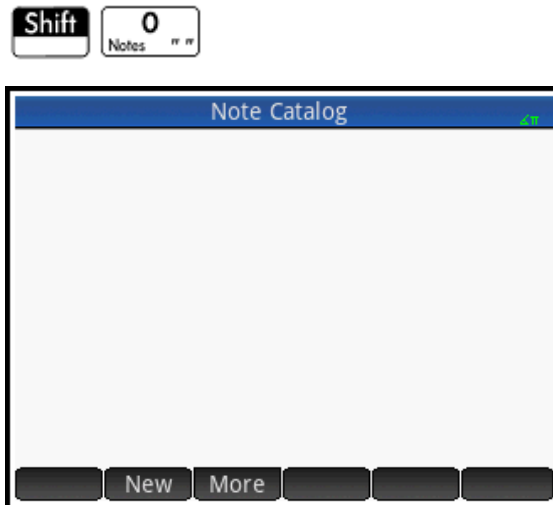 Shift
0
Notes " "
Note Catalog
∡π
New More